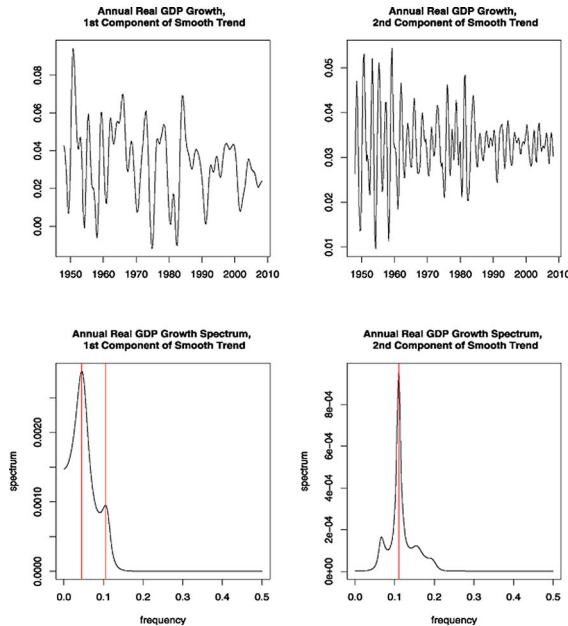 Annual Real GDP Growth,
1st Component of Smooth Trend
0.08
0.06
0.04
0.02
0.00
1950 1960 1970 1980 1990 2000 2010
Annual Real GDP Growth,
2nd Component of Smooth Trend
0.05
0.04
0.03
0.02
0.01
1950 1960 1970 1980 1990 2000 2010
Annual Real GDP Growth Spectrum,
1st Component of Smooth Trend
spectrum
0.0020
0.0010
0.0000
0.0 0.1 0.2 0.3 0.4 0.5
frequency
Annual Real GDP Growth Spectrum,
2nd Component of Smooth Trend
spectrum
8e-04
6e-04
4e-04
2e-04
0e+00
0.0 0.1 0.2 0.3 0.4 0.5
frequency